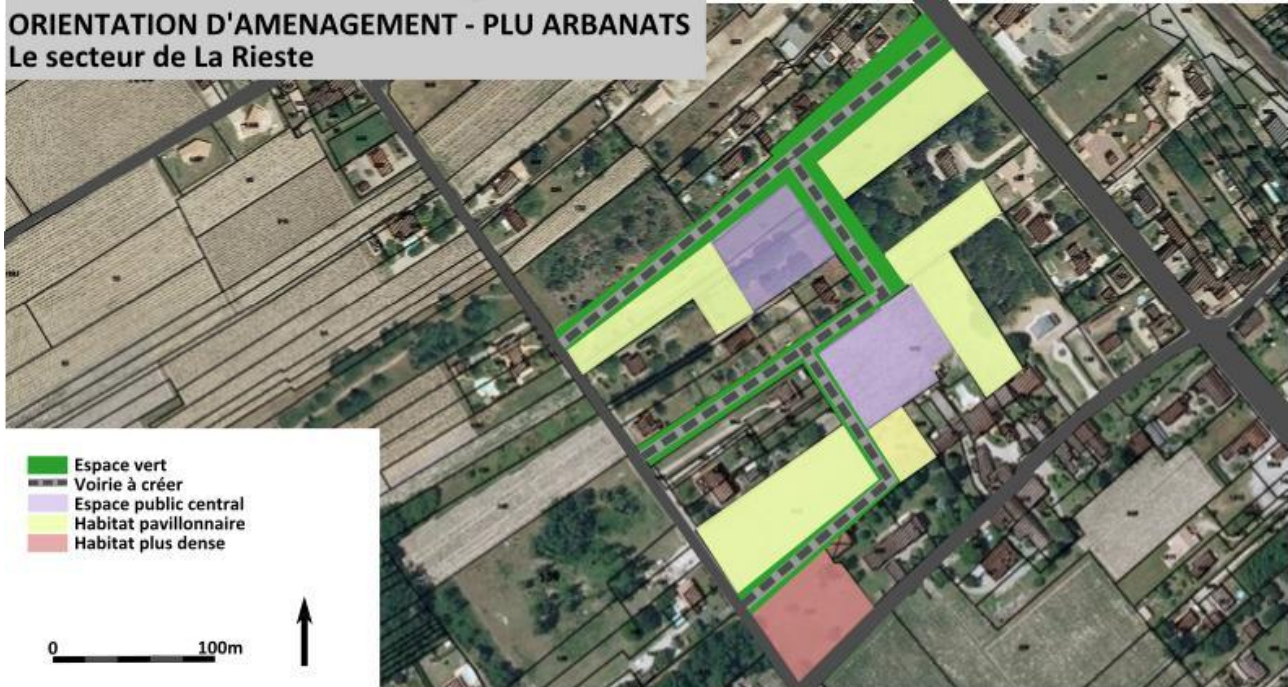 ORIENTATION D'AMENAGEMENT - PLU ARBANATS
Le secteur de La Rieste
Espace vert
Voirie à créer
Espace public central
Habitat pavillonnaire
Habitat plus dense
0 100m